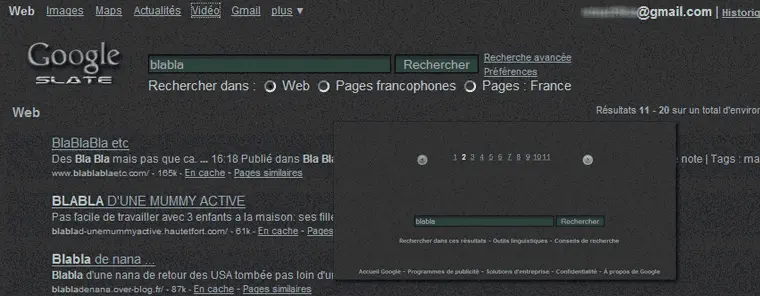 Web Images Maps Actualités Vidéo Gmail plus ▼
@gmail.com | Historiq
Google
SLATE
blabla Rechercher
Recherche avancée
Préférences
Rechercher dans : Web Pages francophones Pages : France
Web
Résultats 11 - 20 sur un total d'environ
BlaBlaBla etc
Des Bla Bla mais pas que ca. ... 16:18 Publié dans Bla Bl
note | Tags : ma
www.blablablaetc.com/ - 165k - En cache - Pages similaires
BLABLA D'UNE MUMMY ACTIVE
Pas facile de travailler avec 3 enfants a la maison: ses fille
blablad-unemummyactive.hautetfort.com/ - 61k - En cache - Pages
Blabla de nana ...
Blabla d'une nana de retour des USA tombée pas loin d'u
blabladenana.over-blog.fr/ - 87k - En cache - Pages similaires
1 2 3 4 5 6 7 8 9 10 11
blabla Rechercher
Rechercher dans ces résultats - Outils linguistiques - Conseils de recherche
Accueil Google - Programmes de publicité - Solutions d'entreprise - Confidentialité - À propos de Google